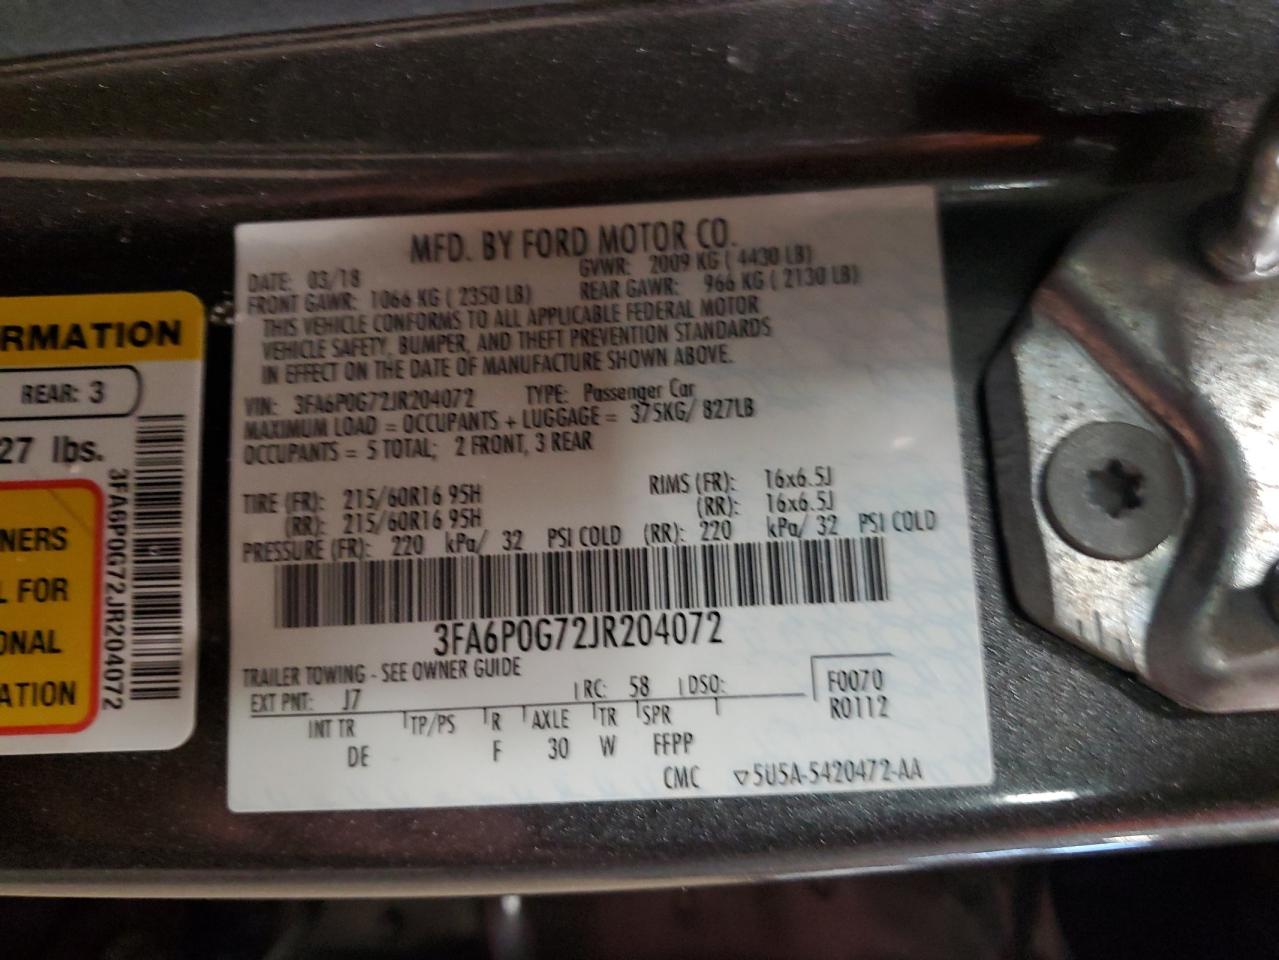 RMATION
REAR: 3
27 lbs.
NERS
L FOR
ONAL
ATION
3FA6P0G72JR204072
MFD. BY FORD MOTOR CO.
DATE: 03/18 GVWR: 2009 KG ( 4430 LB)
FRONT GAWR: 1066 KG ( 2350 LB) REAR GAWR: 966 KG ( 2130 LB)
THIS VEHICLE CONFORMS TO ALL APPLICABLE FEDERAL MOTOR
VEHICLE SAFETY, BUMPER, AND THEFT PREVENTION STANDARDS
IN EFFECT ON THE DATE OF MANUFACTURE SHOWN ABOVE.
VIN: 3FA6P0G72JR204072 TYPE: Passenger Car
MAXIMUM LOAD = OCCUPANTS + LUGGAGE = 375KG/ 827LB
OCCUPANTS = 5 TOTAL; 2 FRONT, 3 REAR
TIRE (FR): 215/60R16 95H RIMS (FR): 16x6.5J
(RR): 215/60R16 95H (RR): 16x6.5J
PRESSURE (FR): 220 kPa/ 32 PSI COLD (RR): 220 kPa/ 32 PSI COLD
3FA6P0G72JR204072
TRAILER TOWING - SEE OWNER GUIDE
EXT PNT: J7 RC: 58 DSO: F0070
INT TR TP/PS R AXLE TR SPR R0112
DE F 30 W FFPP
CMC ▽5U5A-5420472-AA